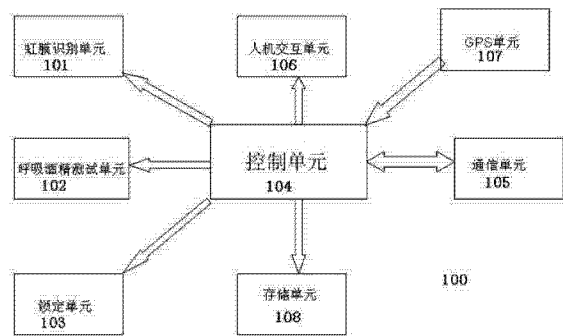 虹膜识别单元
101
人机交互单元
106
GPS单元
107
呼吸酒精测试单元
102
控制单元
104
通信单元
105
锁定单元
103
存储单元
108
100